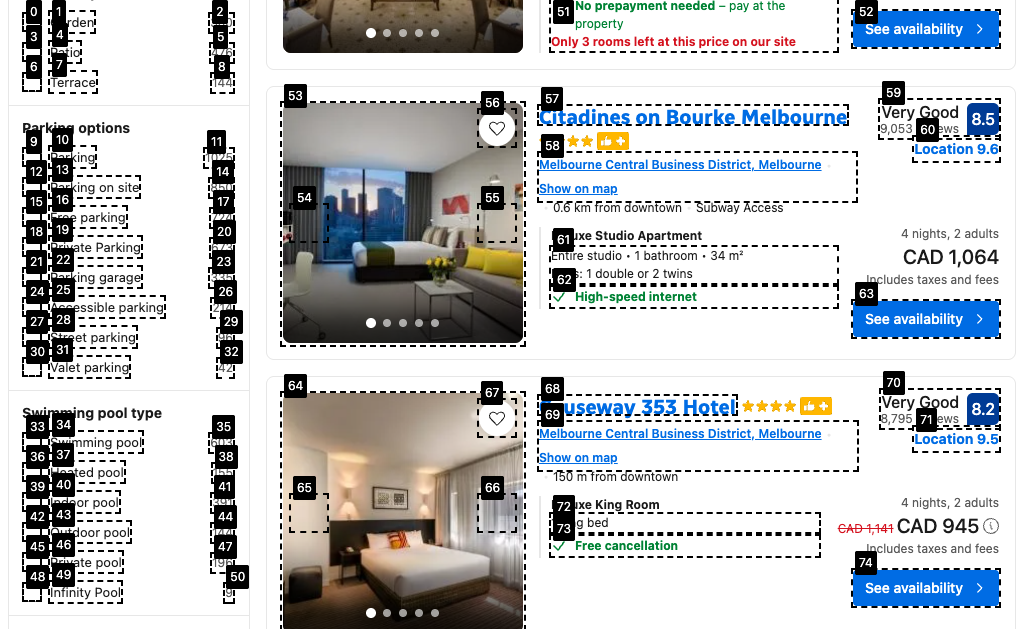 0
1
2
3
4
5
Patio
6
7
8
Terrace
144
Parking options
9
10
11
Parking
12
13
14
Parking on site
15
16
17
Free parking
18
19
20
Private Parking
21
22
23
Parking garage
24
25
26
Accessible parking
27
28
29
Street parking
30
31
32
Valet parking
42
Swimming pool type
33
34
35
Swimming pool
36
37
38
Heated pool
39
40
41
Indoor pool
42
43
44
Outdoor pool
45
46
47
Private pool
48
49
50
Infinity Pool
9
51
No prepayment needed – pay at the
property
Only 3 rooms left at this price on our site
52
See availability
53
54
55
56
57
Citadines on Bourke Melbourne
58
Melbourne Central Business District, Melbourne
Show on map
0.6 km from downtown · Subway Access
59
Very Good
8.5
9,053
60
Location 9.6
61
Studio Apartment
Entire studio • 1 bathroom • 34 m²
62
1 double or 2 twins
High-speed internet
4 nights, 2 adults
CAD 1,064
Includes taxes and fees
63
See availability
64
65
66
67
68
353 Hotel
69
Melbourne Central Business District, Melbourne
Show on map
150 m from downtown
70
Very Good
8.2
8,795
71
Location 9.5
72
King Room
73
bed
Free cancellation
4 nights, 2 adults
CAD 1,141 CAD 945
Includes taxes and fees
74
See availability